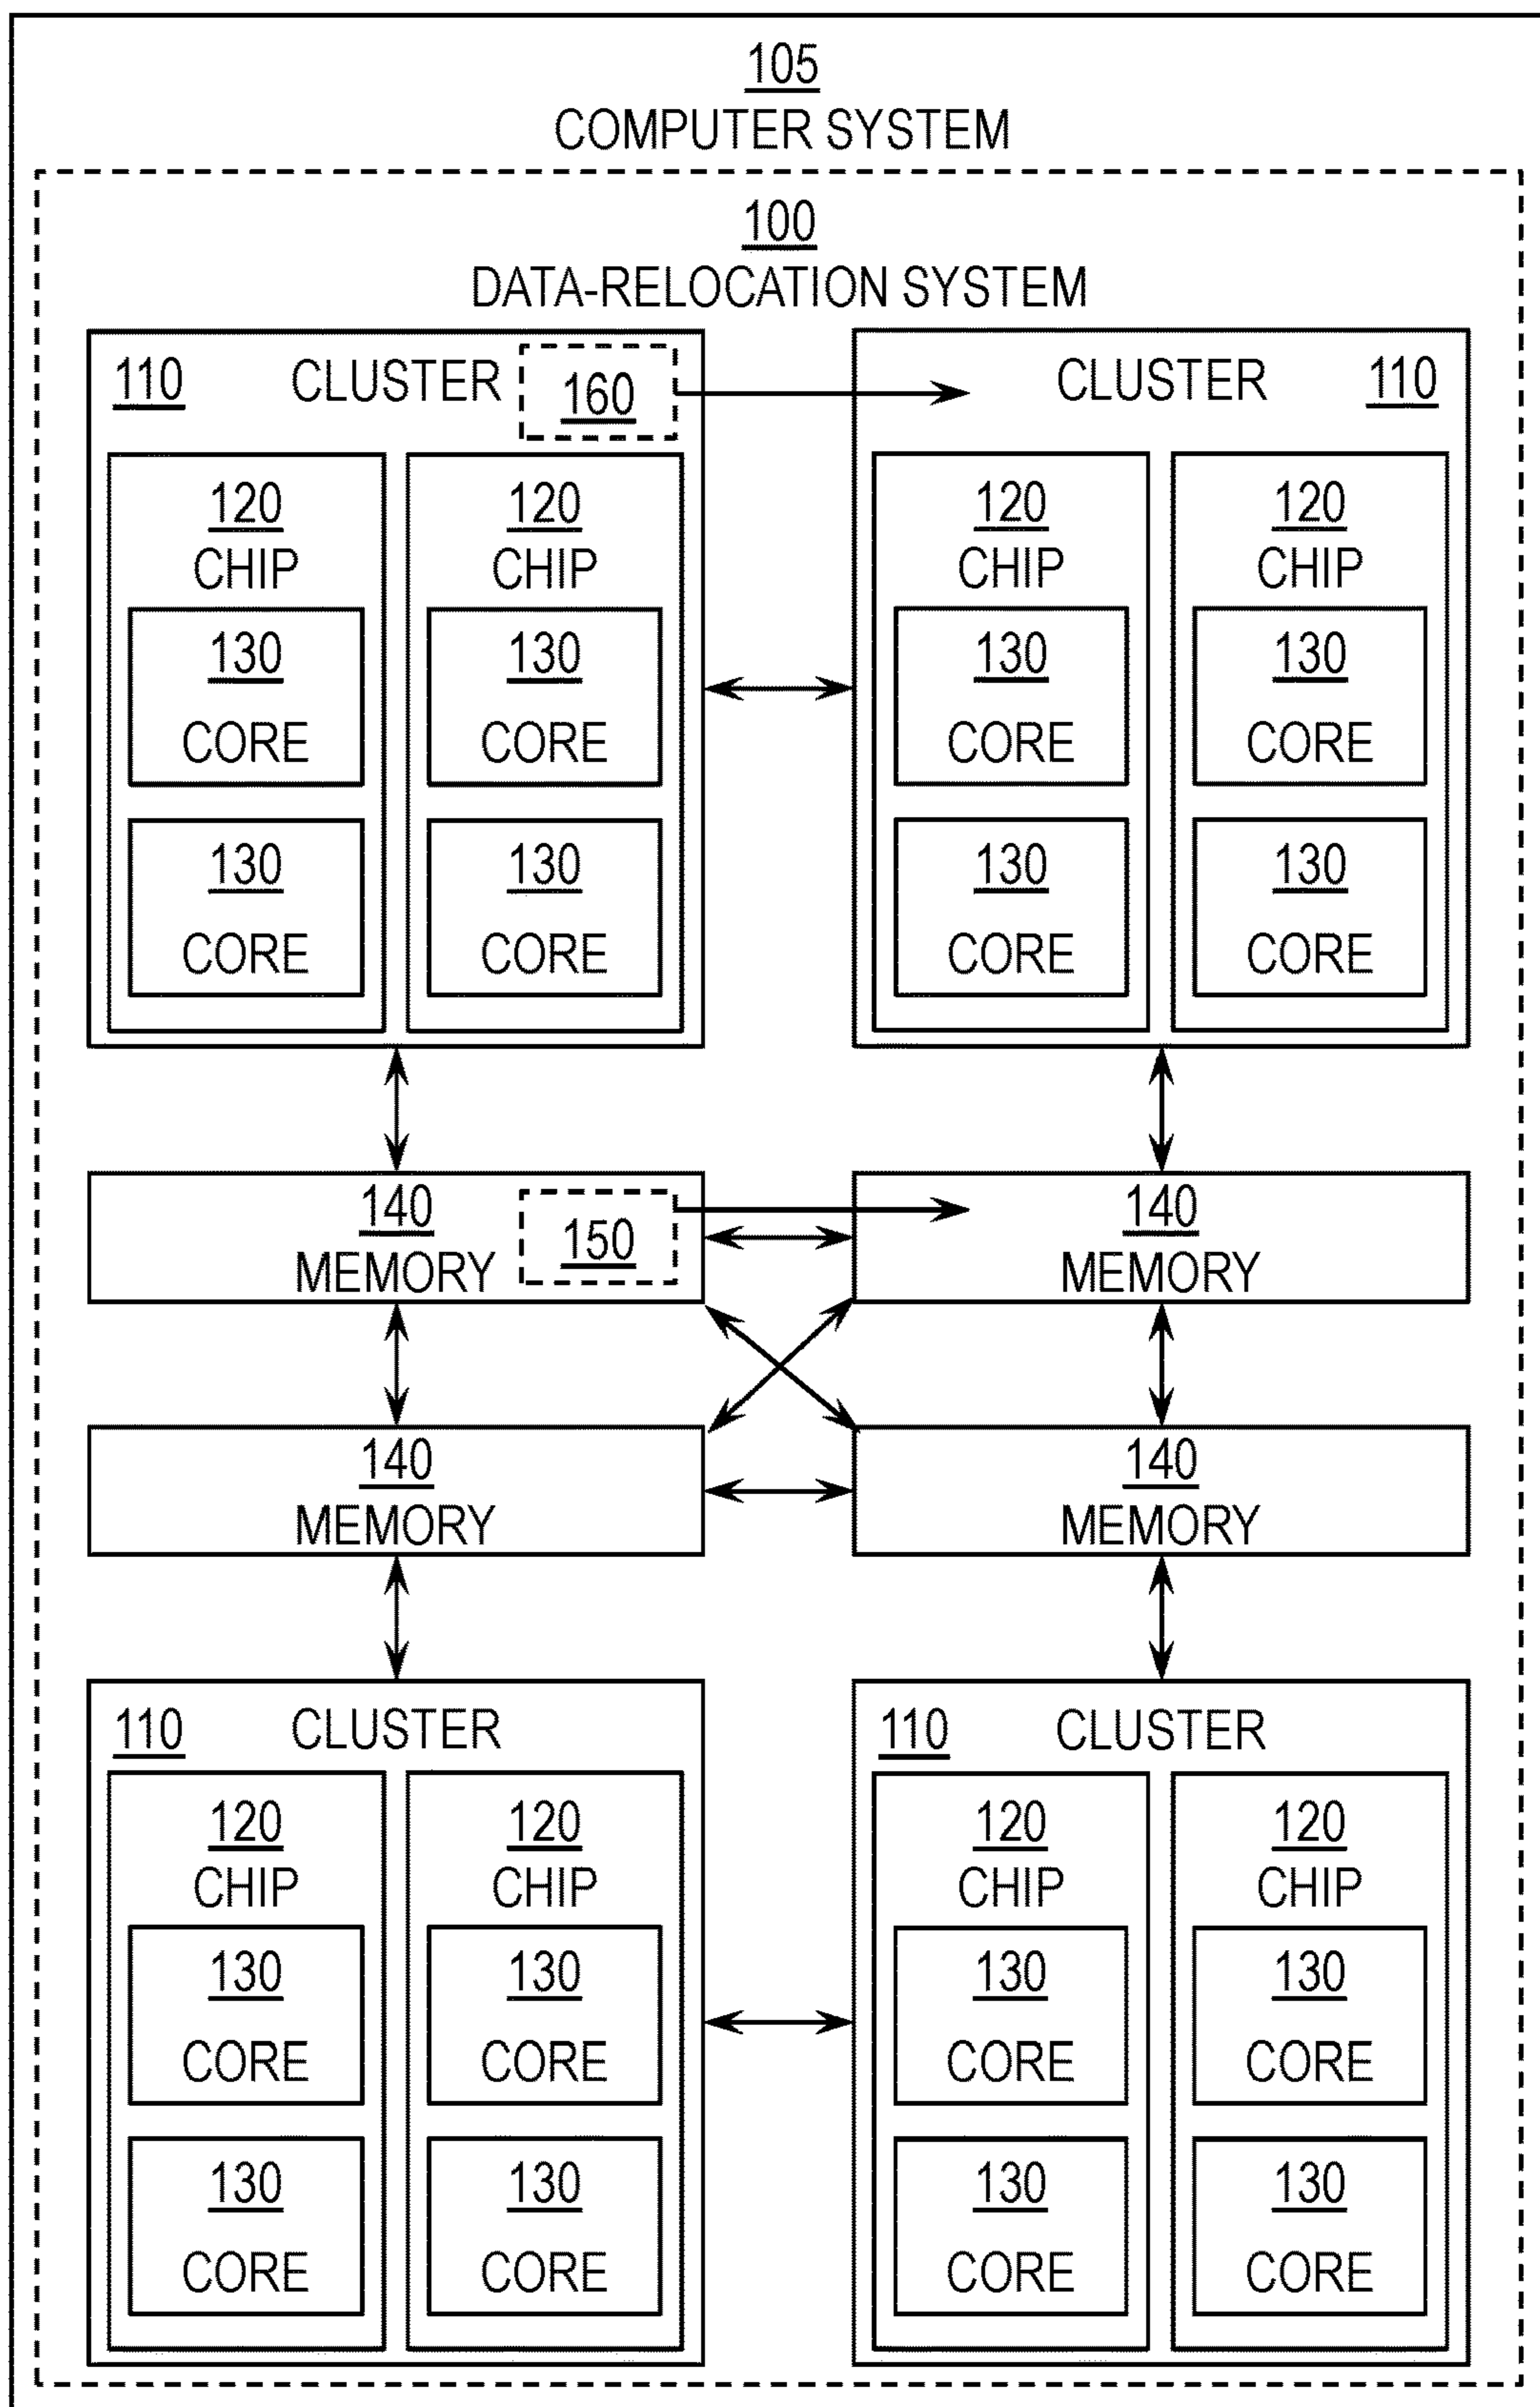 105
COMPUTER SYSTEM
100
DATA-RELOCATION SYSTEM
110 CLUSTER 160 CLUSTER 110
120 120 120 120
CHIP CHIP CHIP CHIP
130 130 130 130
CORE CORE CORE CORE
130 130 130 130
CORE CORE CORE CORE
140 150 140
MEMORY MEMORY
140 140
MEMORY MEMORY
110 CLUSTER 110 CLUSTER
120 120 120 120
CHIP CHIP CHIP CHIP
130 130 130 130
CORE CORE CORE CORE
130 130 130 130
CORE CORE CORE CORE